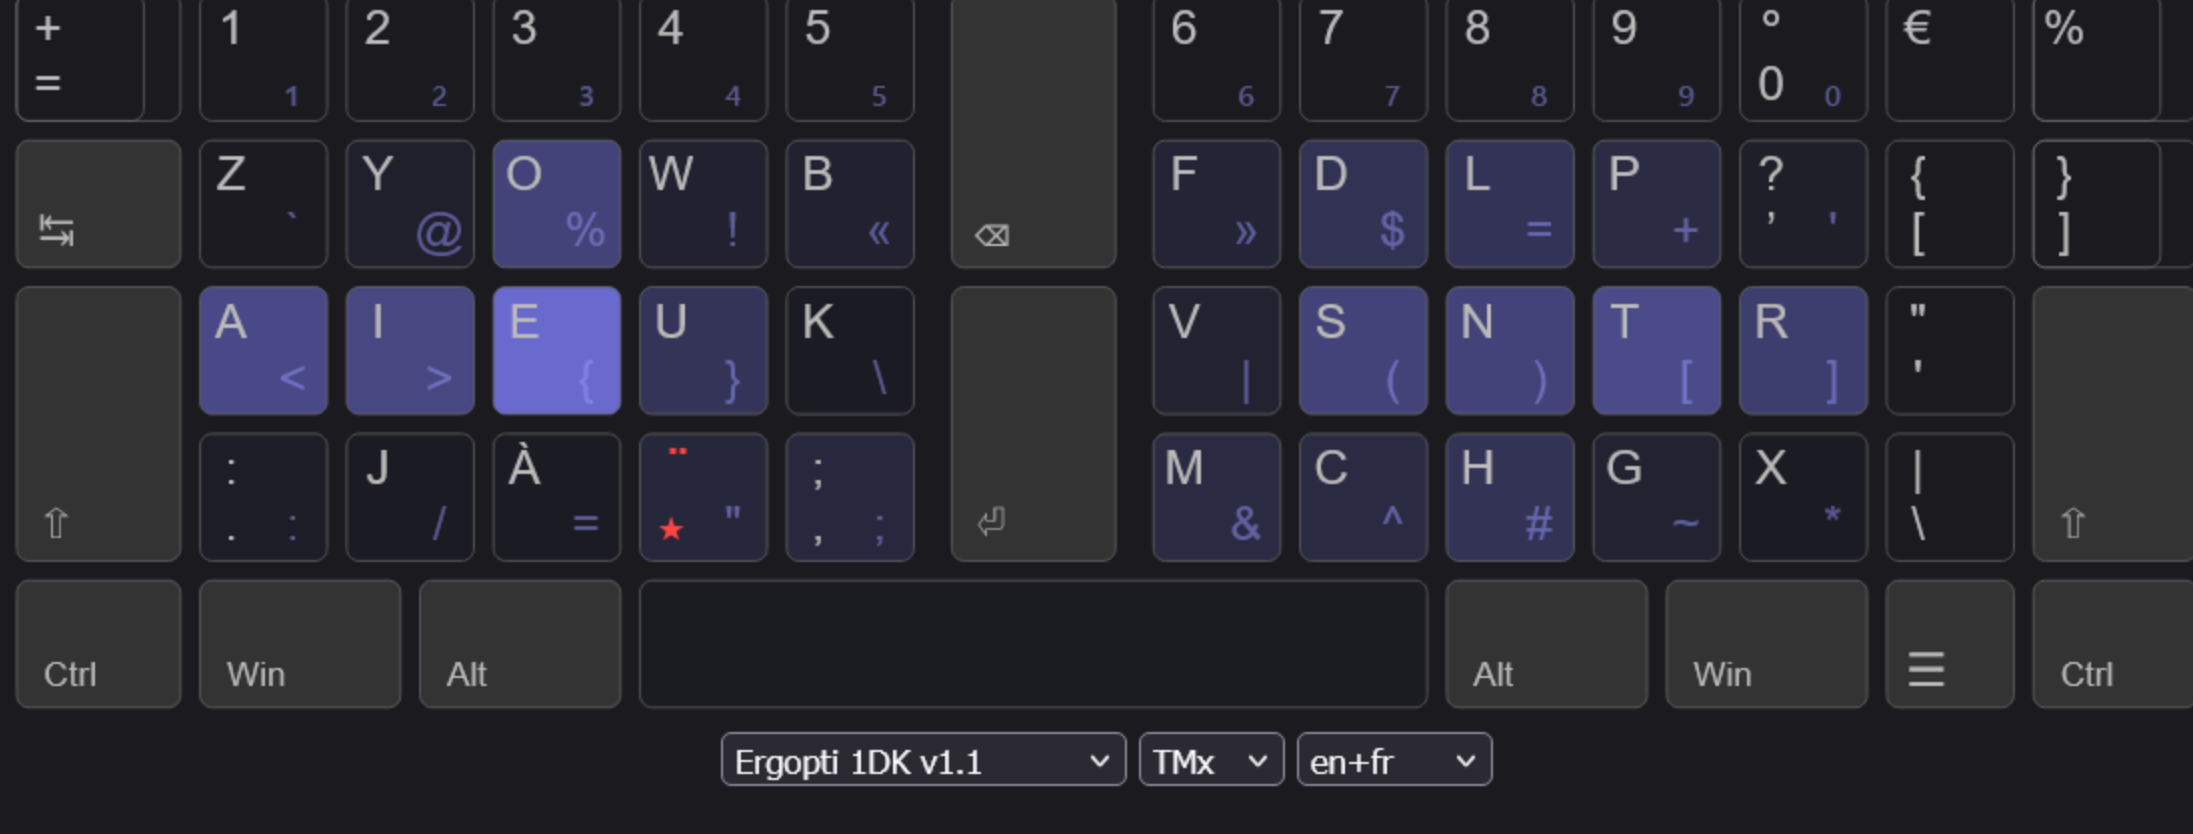 + 1 2 3 4 5 6 7 8 9 ° € %
= 1 2 3 4 5 6 7 8 9 0 0
Z Y O W B F D L P ? { }
↹ ` @ % ! « ⌫ » $ = + ’ ' [ ]
A I E U K V S N T R "
< > { } \ | ( ) [ ] '
: J À ¨ ; M C H G X |
⇧ . : / = ★ " , ; ⏎ & ^ # ~ * \ ⇧
Ctrl Win Alt Alt Win ☰ Ctrl
Ergopti 1DK v1.1 TMx en+fr